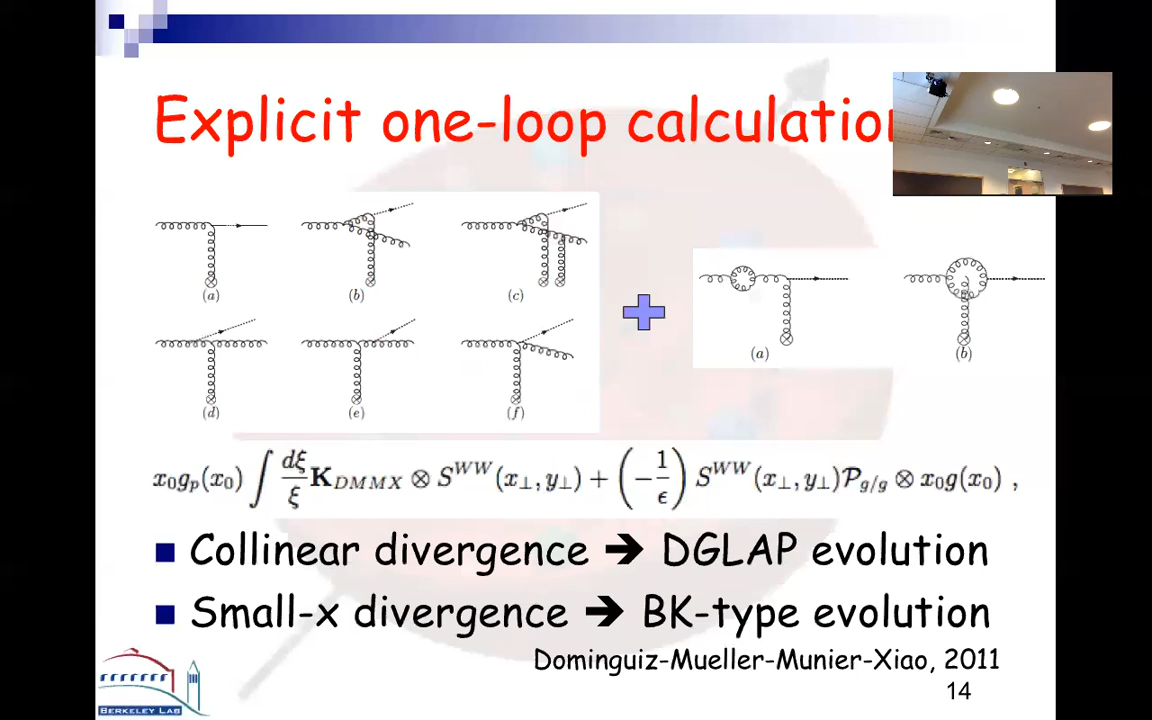 Explicit one-loop calculation
(a) (b) (c)
(a) (b)
(d) (e) (f)
x₀gₚ(x₀) ∫ dξ/ξ K_DMMX ⊗ S^WW(x⊥, y⊥) + (−1/ϵ) S^WW(x⊥, y⊥)𝒫_g/g ⊗ x₀g(x₀) ,
Collinear divergence ➔ DGLAP evolution
Small-x divergence ➔ BK-type evolution
Dominguiz-Mueller-Munier-Xiao, 2011
14
BERKELEY LAB